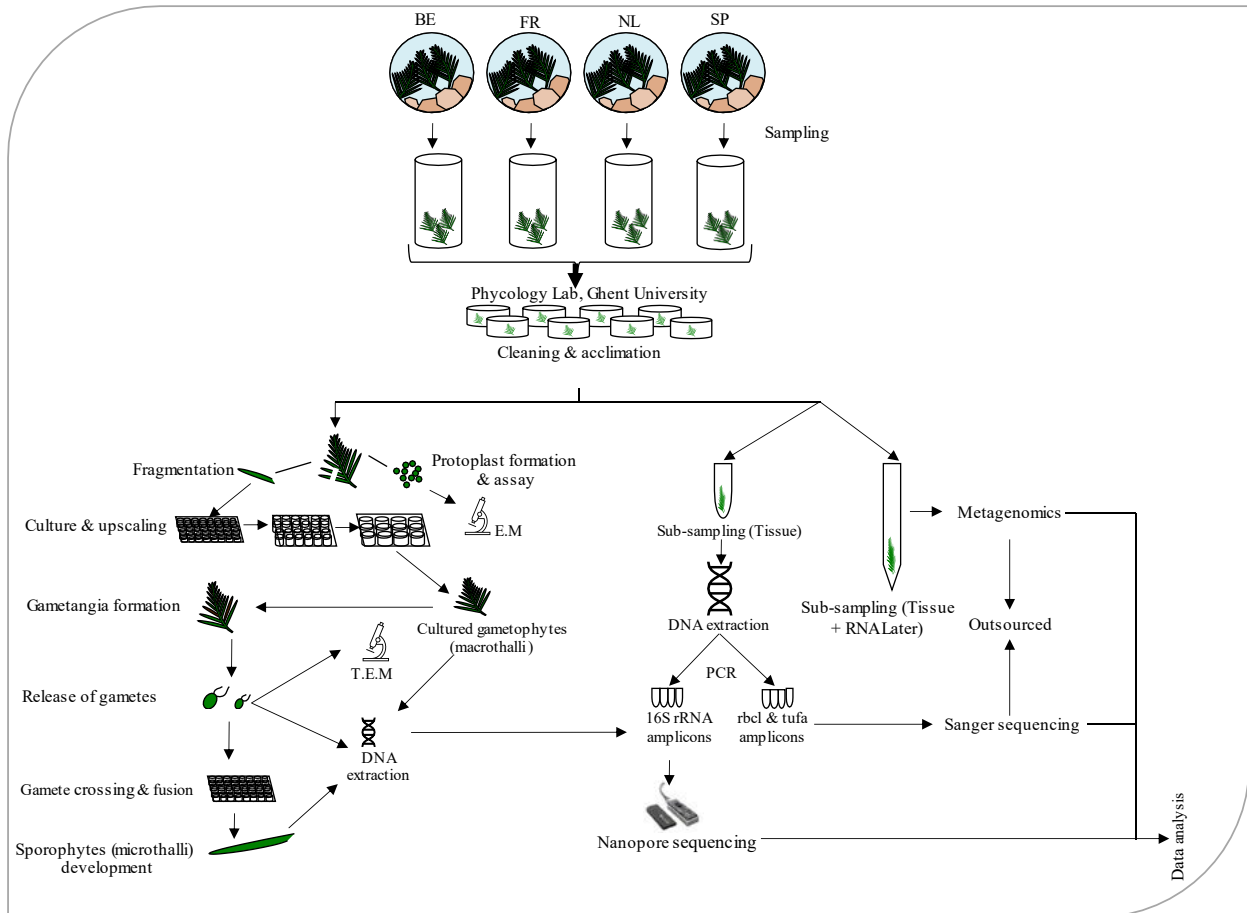 BE
FR
NL
SP
Sampling
Phycology Lab, Ghent University
Cleaning & acclimation
Fragmentation
Protoplast formation
& assay
Culture & upscaling
E.M
Sub-sampling (Tissue)
Metagenomics
Gametangia formation
Cultured gametophytes
(macrothalli)
DNA extraction
Sub-sampling (Tissue
+ RNALater)
Outsourced
T.E.M
PCR
Release of gametes
16S rRNA
amplicons
rbcl & tufa
amplicons
Sanger sequencing
DNA
extraction
Gamete crossing & fusion
Nanopore sequencing
Sporophytes (microthalli)
development
Data analysis